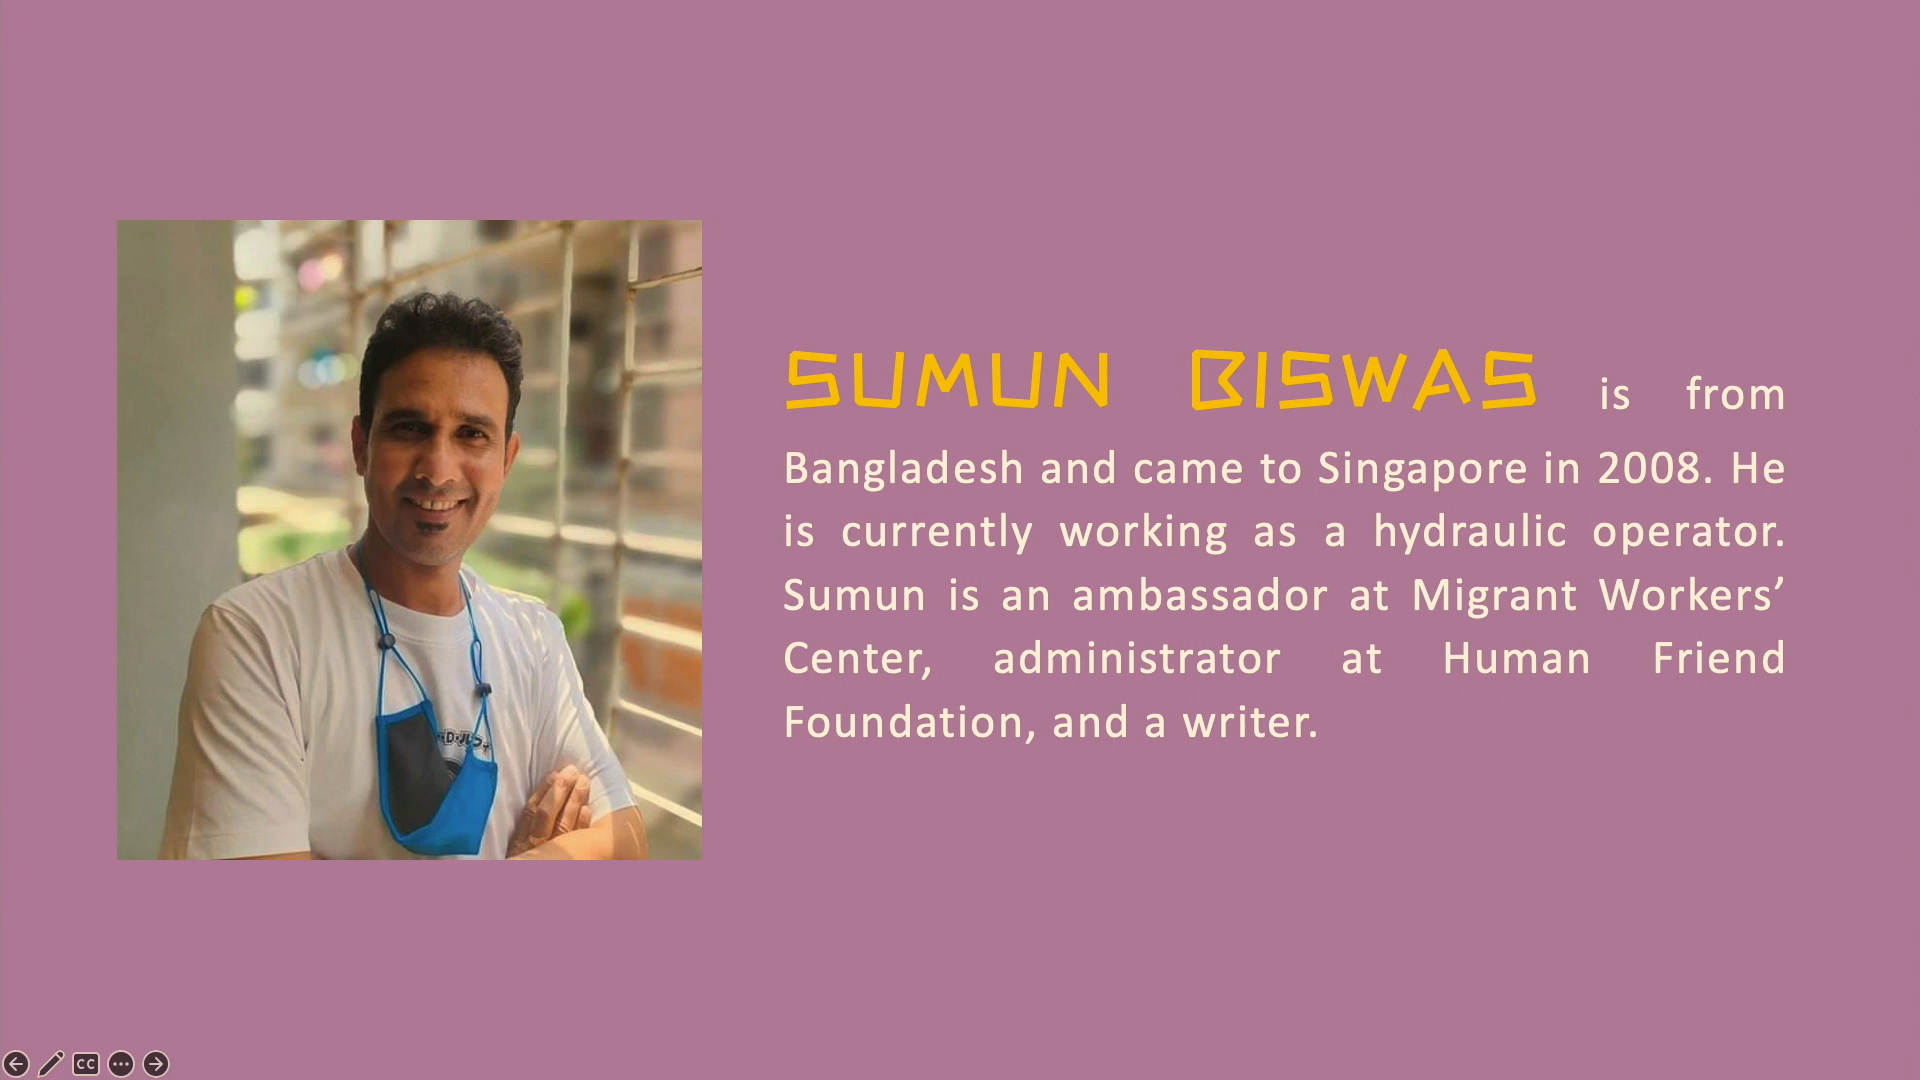 SUMUN BISWAS is from
Bangladesh and came to Singapore in 2008. He
is currently working as a hydraulic operator.
Sumun is an ambassador at Migrant Workers’
Center, administrator at Human Friend
Foundation, and a writer.
CC